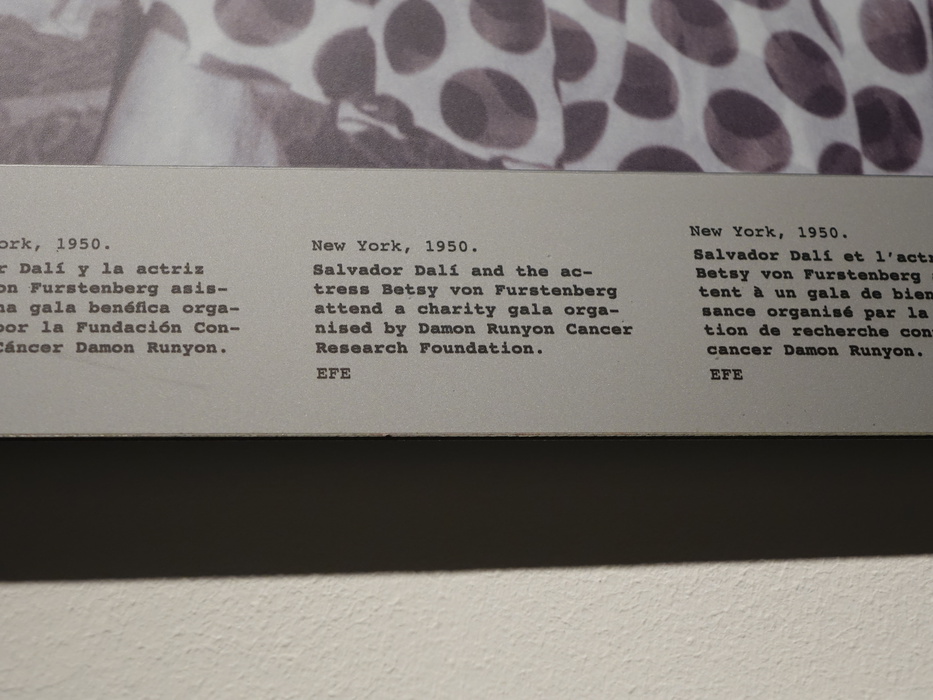 ork, 1950.
r Dalí y la actriz
on Furstenberg asis-
na gala benéfica orga-
por la Fundación Con-
Cáncer Damon Runyon.
New York, 1950.
Salvador Dalí and the ac-
tress Betsy von Furstenberg
attend a charity gala orga-
nised by Damon Runyon Cancer
Research Foundation.
EFE
New York, 1950.
Salvador Dalí et l'actr
Betsy von Furstenberg
tent à un gala de bien
sance organisé par la
tion de recherche con
cancer Damon Runyon.
EFE